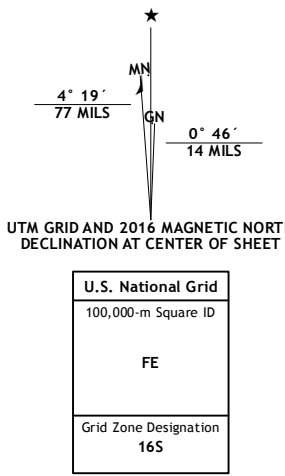 ★
MN
GN
4° 19´
77 MILS
0° 46´
14 MILS
UTM GRID AND 2016 MAGNETIC NORTH
DECLINATION AT CENTER OF SHEET
U.S. National Grid
100,000-m Square ID
FE
Grid Zone Designation
16S